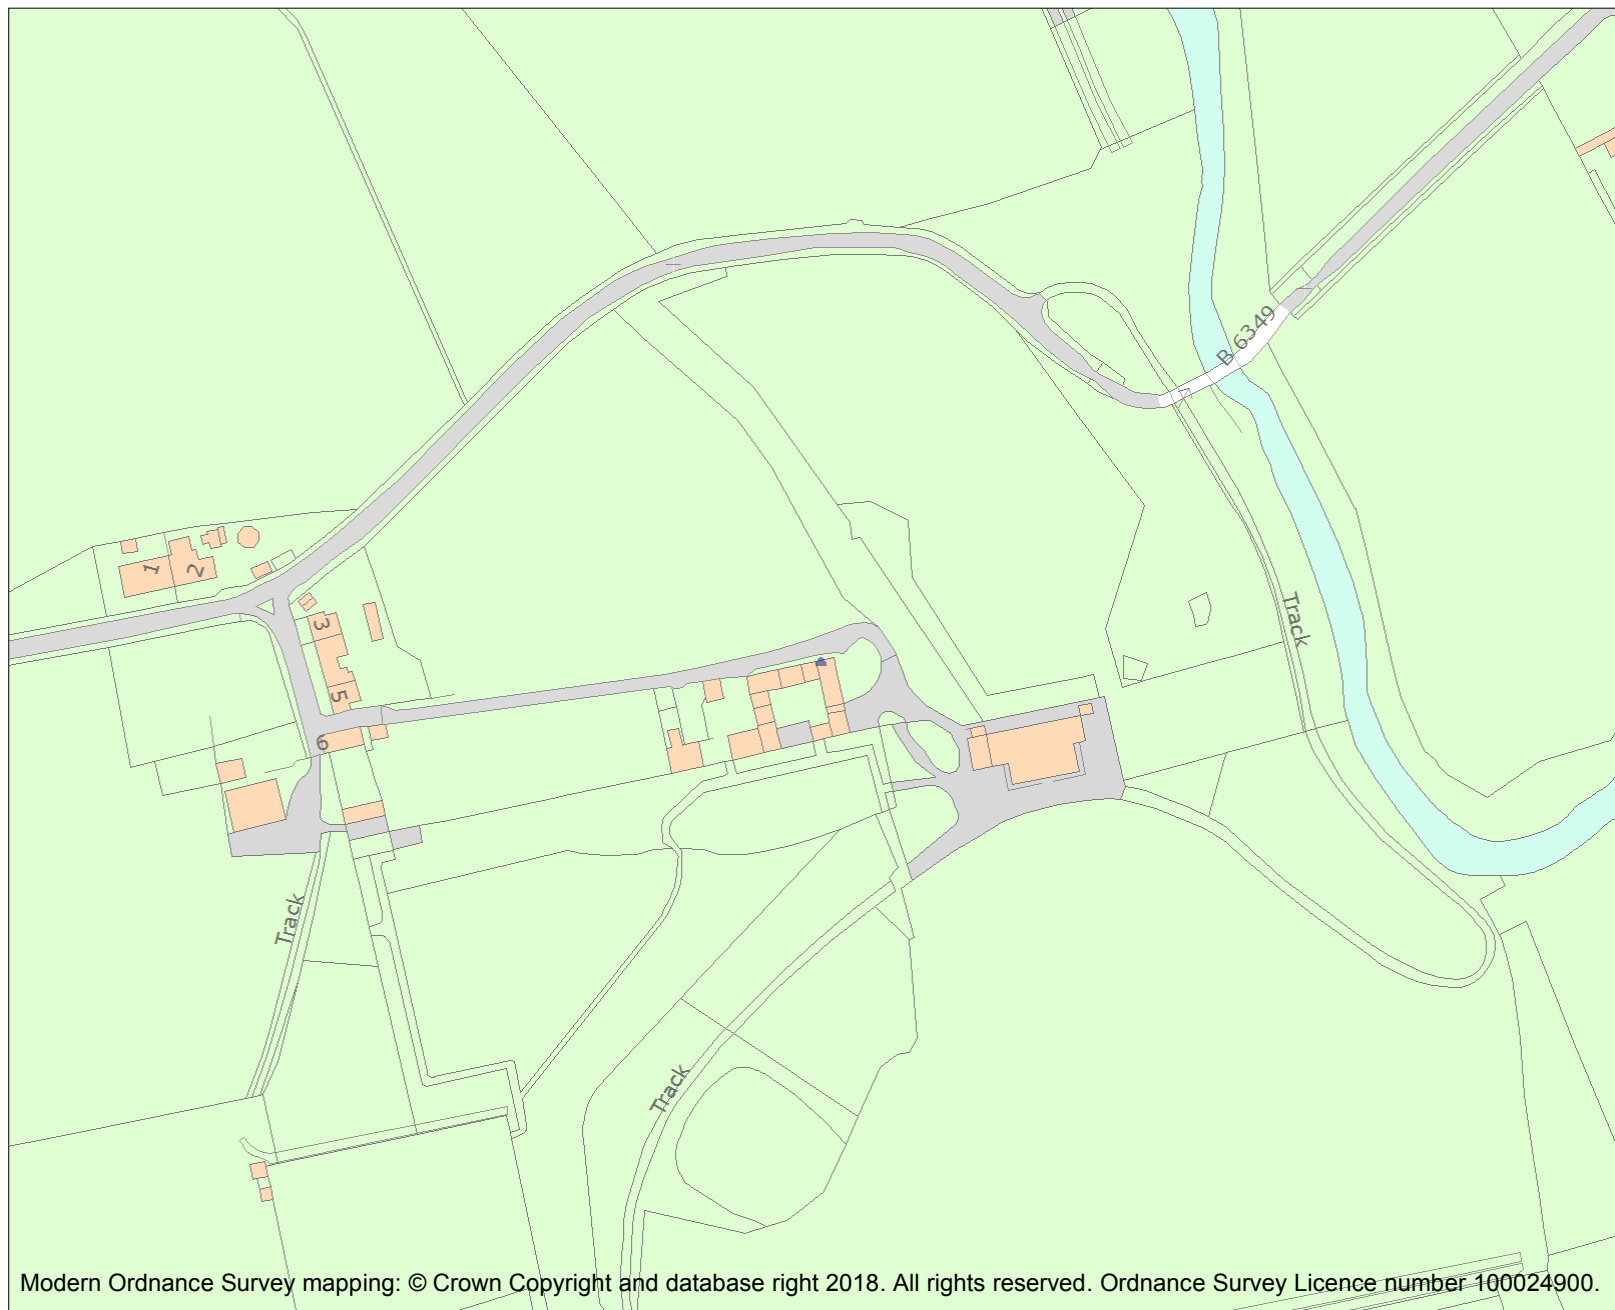 B 6349
1
2
3
Track
5
6
Track
Track
Modern Ordnance Survey mapping: © Crown Copyright and database right 2018. All rights reserved. Ordnance Survey Licence number 100024900.